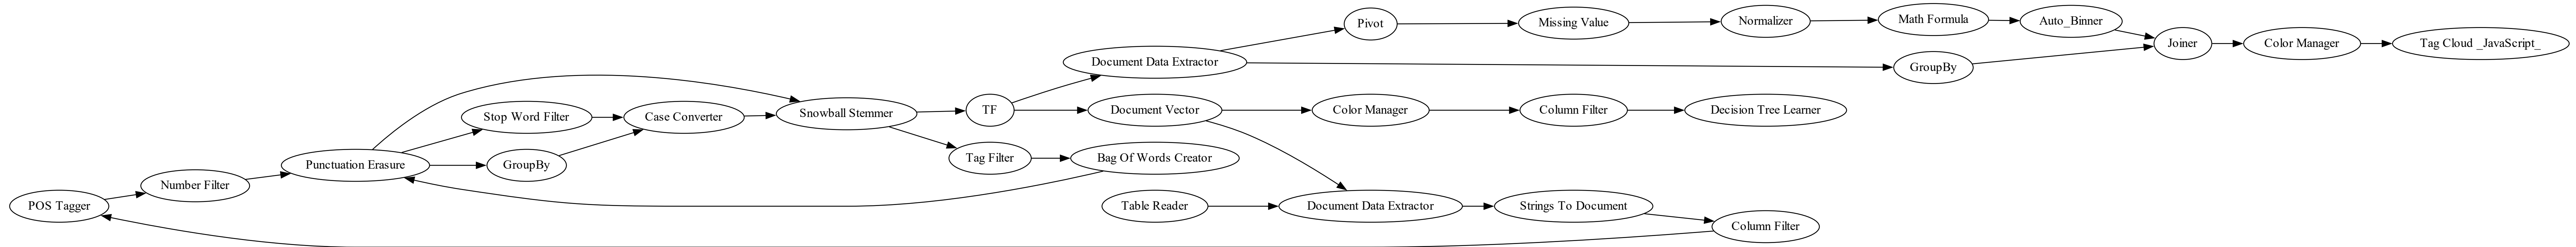 Pivot
Missing Value
Normalizer
Math Formula
Auto_Binner
Joiner
Color Manager
Tag Cloud _JavaScript_
Document Data Extractor
GroupBy
Stop Word Filter
Case Converter
Snowball Stemmer
TF
Document Vector
Color Manager
Column Filter
Decision Tree Learner
Punctuation Erasure
GroupBy
Tag Filter
Bag Of Words Creator
POS Tagger
Number Filter
Table Reader
Document Data Extractor
Strings To Document
Column Filter